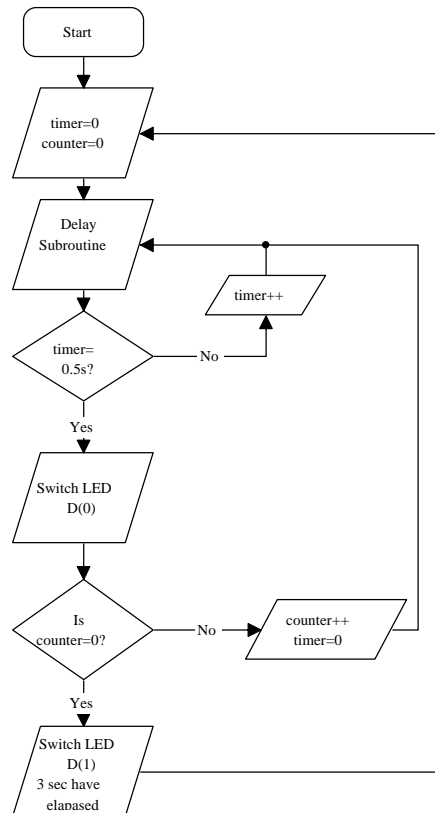 Start
timer=0
counter=0
Delay
Subroutine
timer++
timer=
0.5s?
No
Yes
Switch LED
D(0)
Is
counter=0?
No
counter++
timer=0
Yes
Switch LED
D(1)
3 sec have
elapased